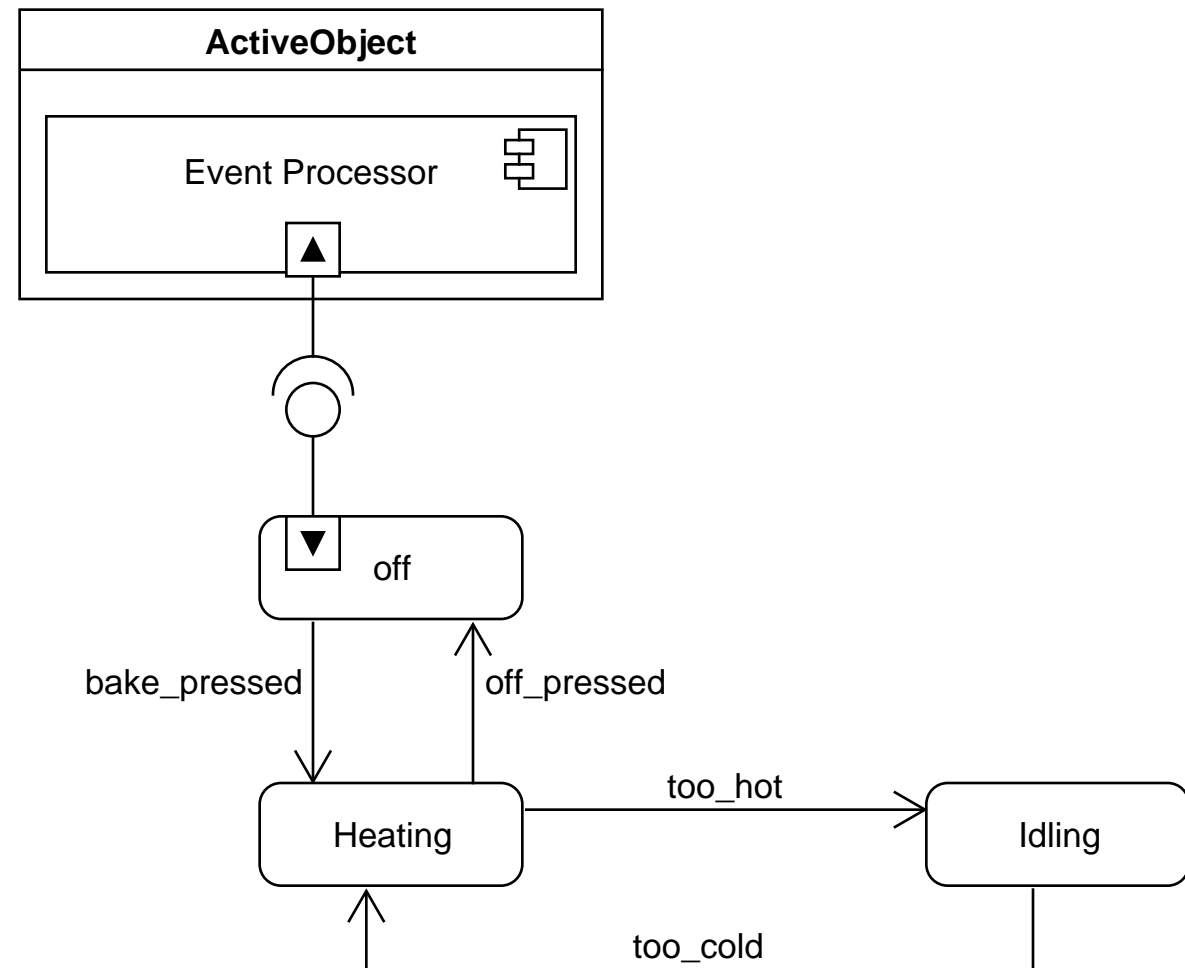 ActiveObject
Event Processor
off
bake_pressed
off_pressed
too_hot
Heating
Idling
too_cold